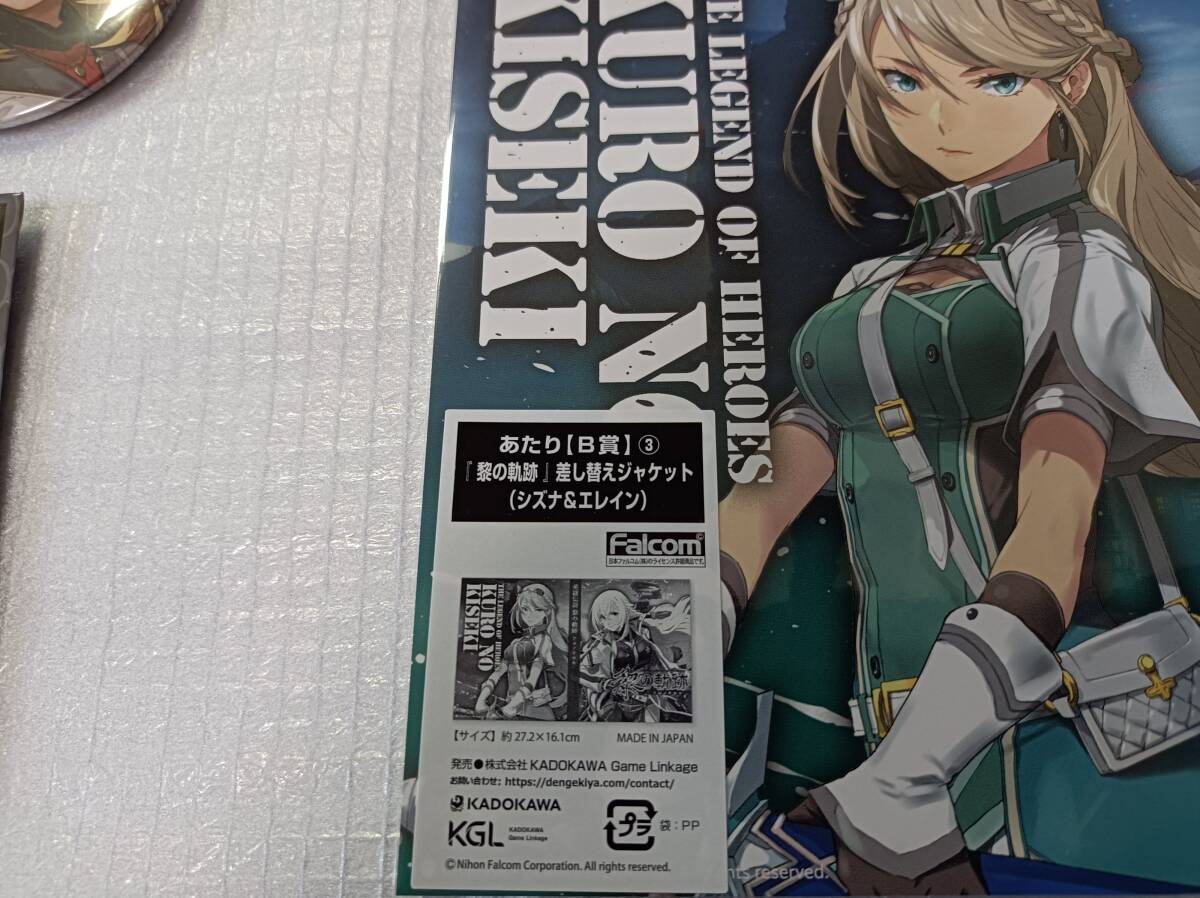 THE LEGEND OF HEROES
KURO NO
KISEKI
あたり【B賞】③
『黎の軌跡』差し替えジャケット
(シズナ&エレイン)
Falcom©
日本ファルコム(株)のライセンス許諾商品です。
THE LEGEND OF HEROES
KURO NO
KISEKI
黎の軌跡
【サイズ】約27.2×16.1cm
MADE IN JAPAN
発売●株式会社 KADOKAWA Game Linkage
お問い合わせ: https://dengekiya.com/contact/
KADOKAWA
KGL
KADOKAWA
Game Linkage
プラ
袋:PP
©Nihon Falcom Corporation. All rights reserved.
reserved.